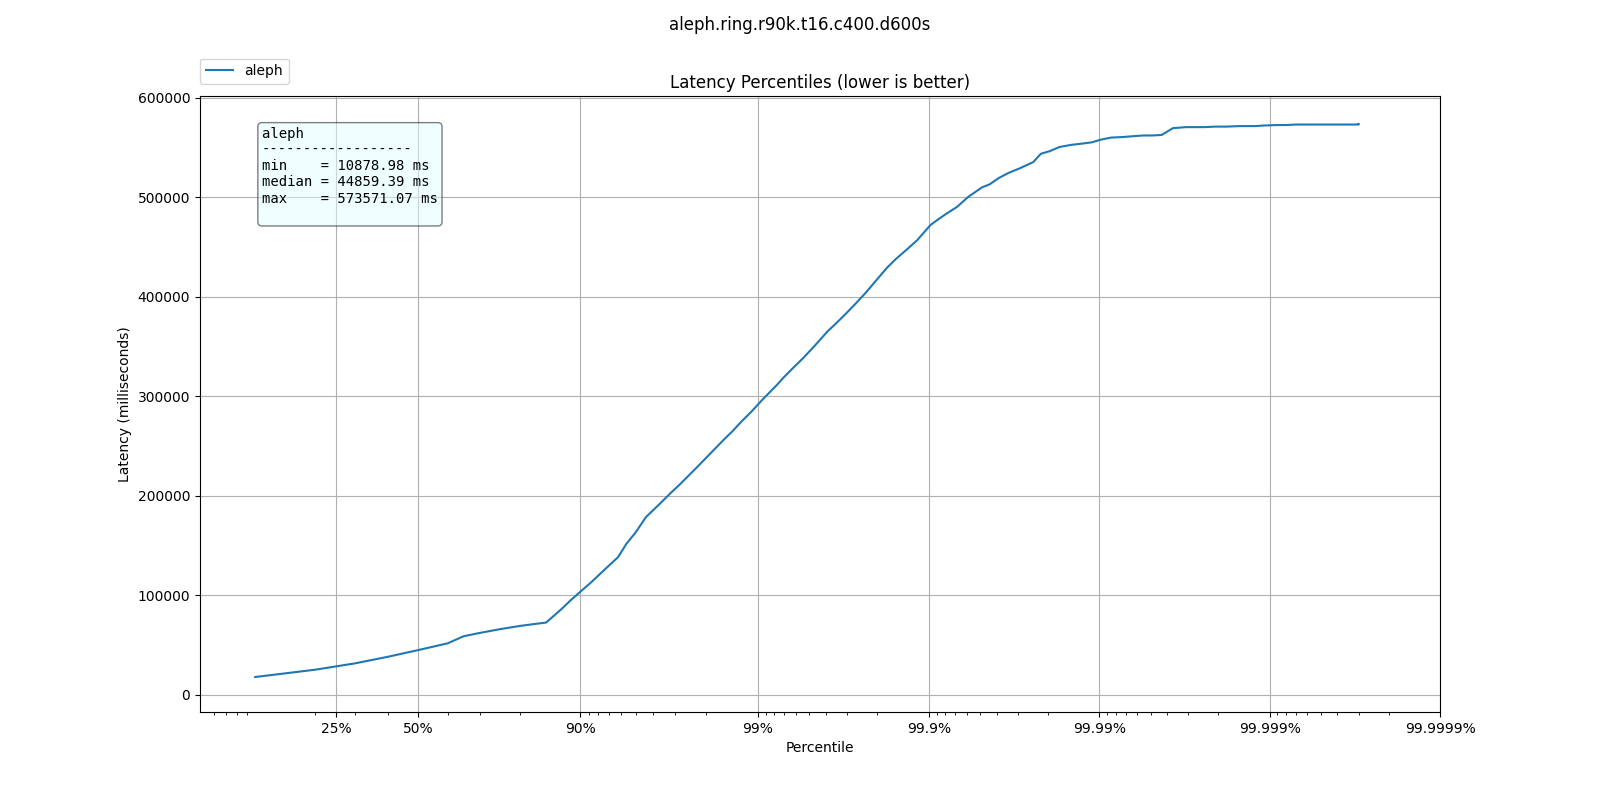 aleph.ring.r90k.t16.c400.d600s
aleph
Latency Percentiles (lower is better)
600000
500000
400000
300000
200000
100000
0
Latency (milliseconds)
aleph
------------------
min    = 10878.98 ms
median = 44859.39 ms
max    = 573571.07 ms
25% 50% 90% 99% 99.9% 99.99% 99.999% 99.9999%
Percentile